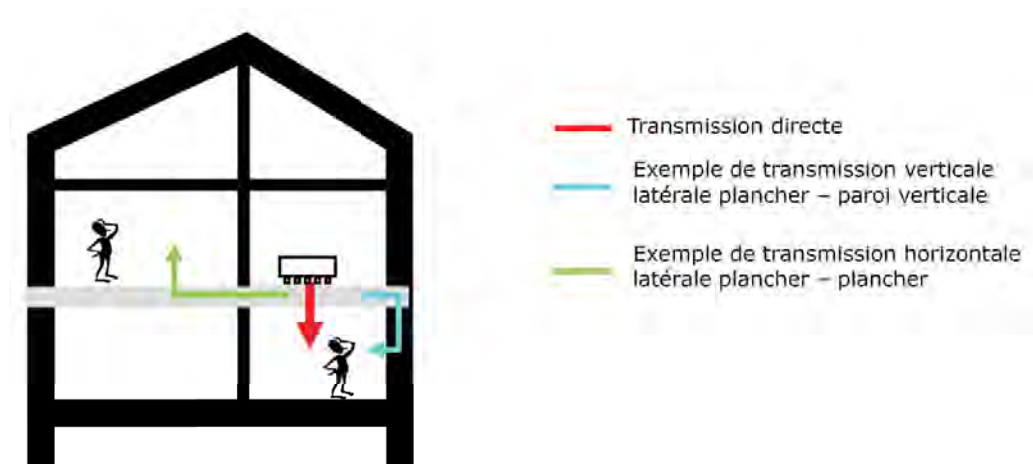 Transmission directe
Exemple de transmission verticale
latérale plancher – paroi verticale
Exemple de transmission horizontale
latérale plancher – plancher